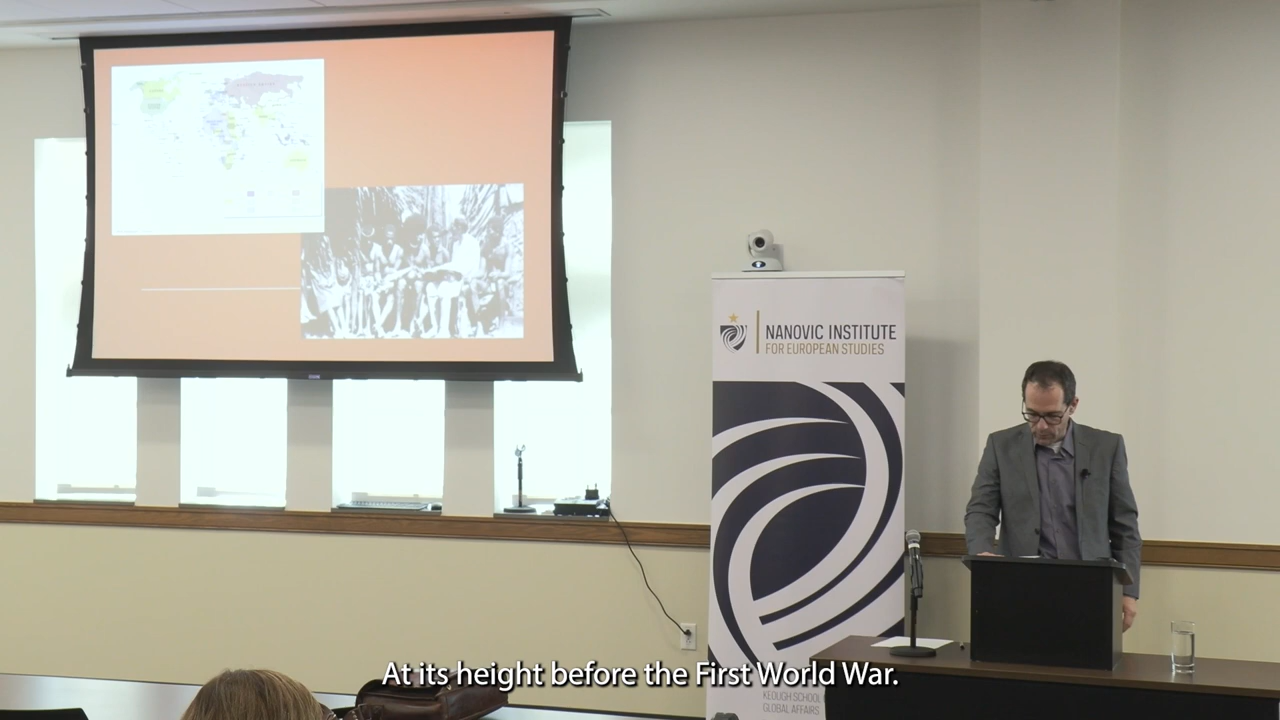 NANOVIC INSTITUTE
FOR EUROPEAN STUDIES
At its height before the First World War.
KEOUGH SCHOOL
GLOBAL AFFAIRS